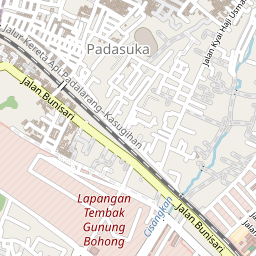 Padasuka
Jalan Kyai Haji Usma
Jalur Kereta Api Padalarang-Kasugihan
Jalan Bunisari
Lapangan
Tembak
Gunung
Bohong
Cisangkan
Jalan Bunisari